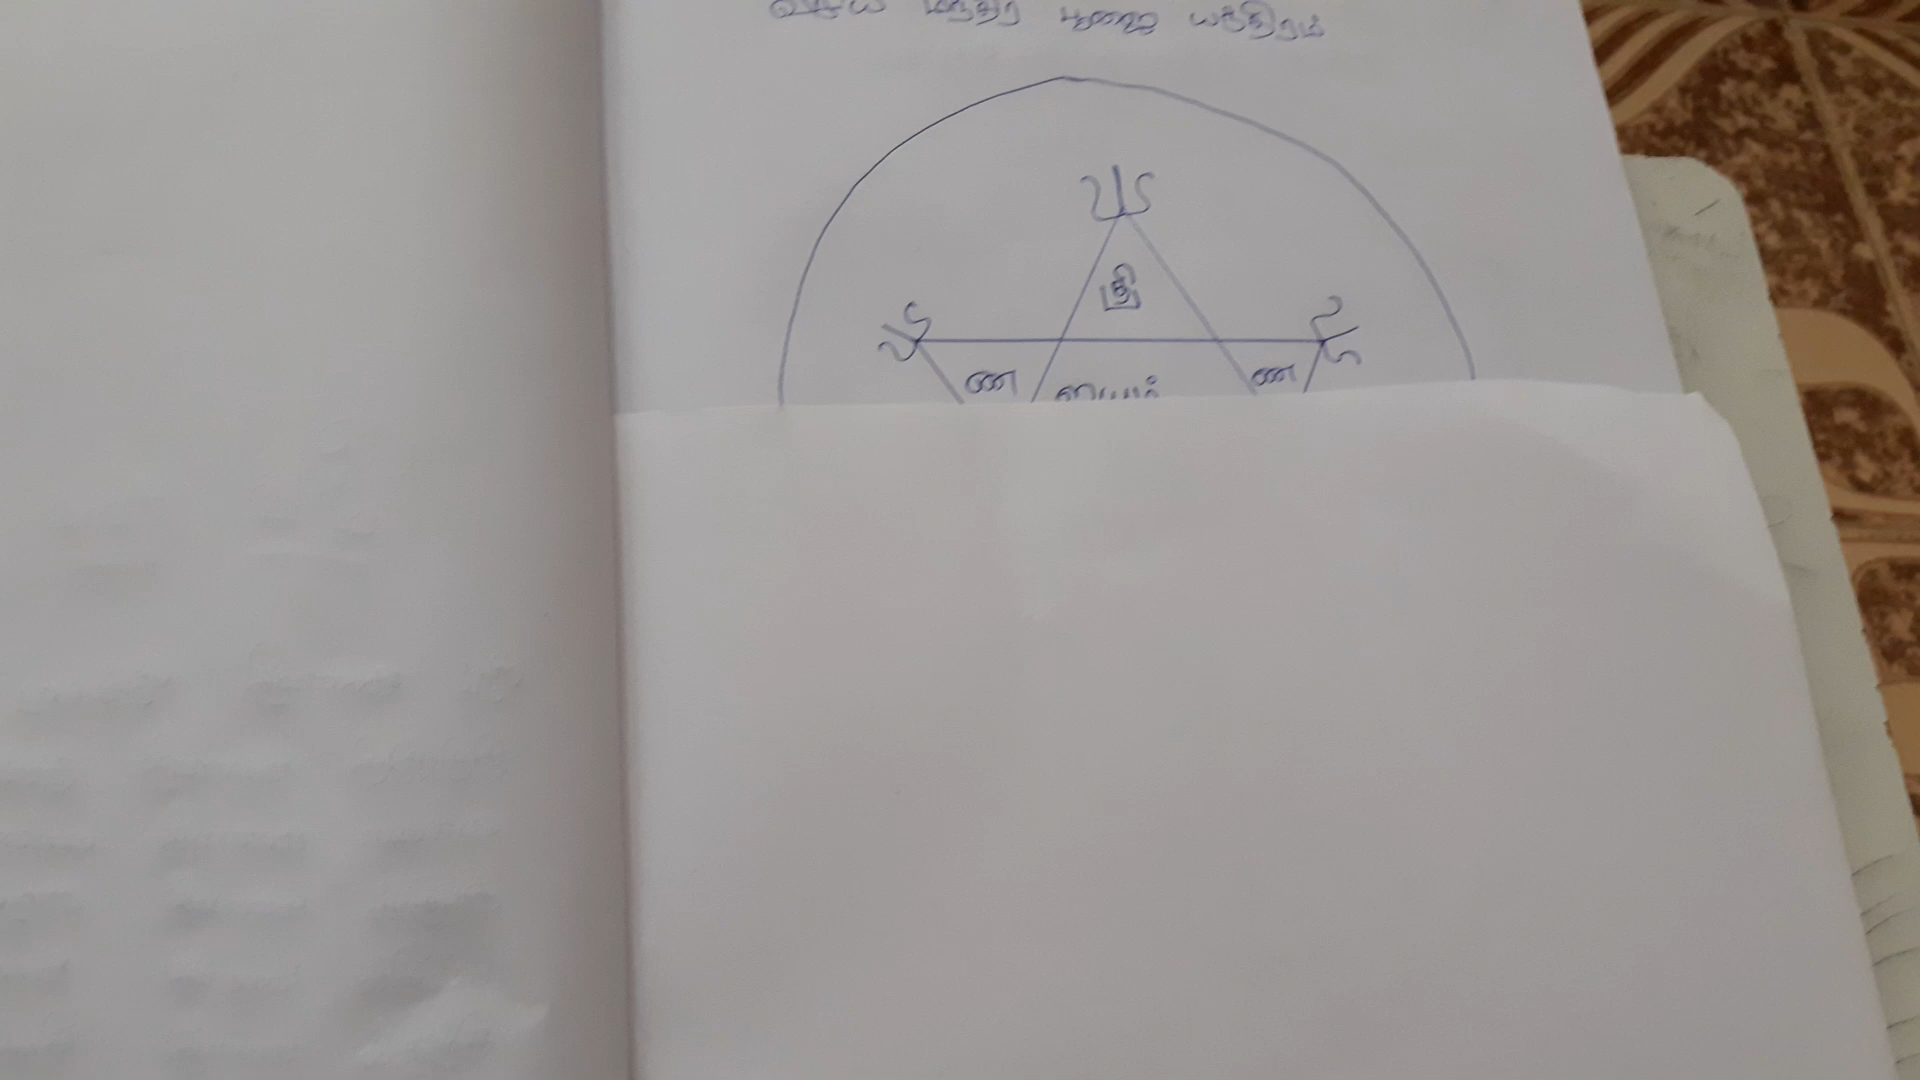 வசிய மந்திர பூஜை யந்திரம்
ண
ண